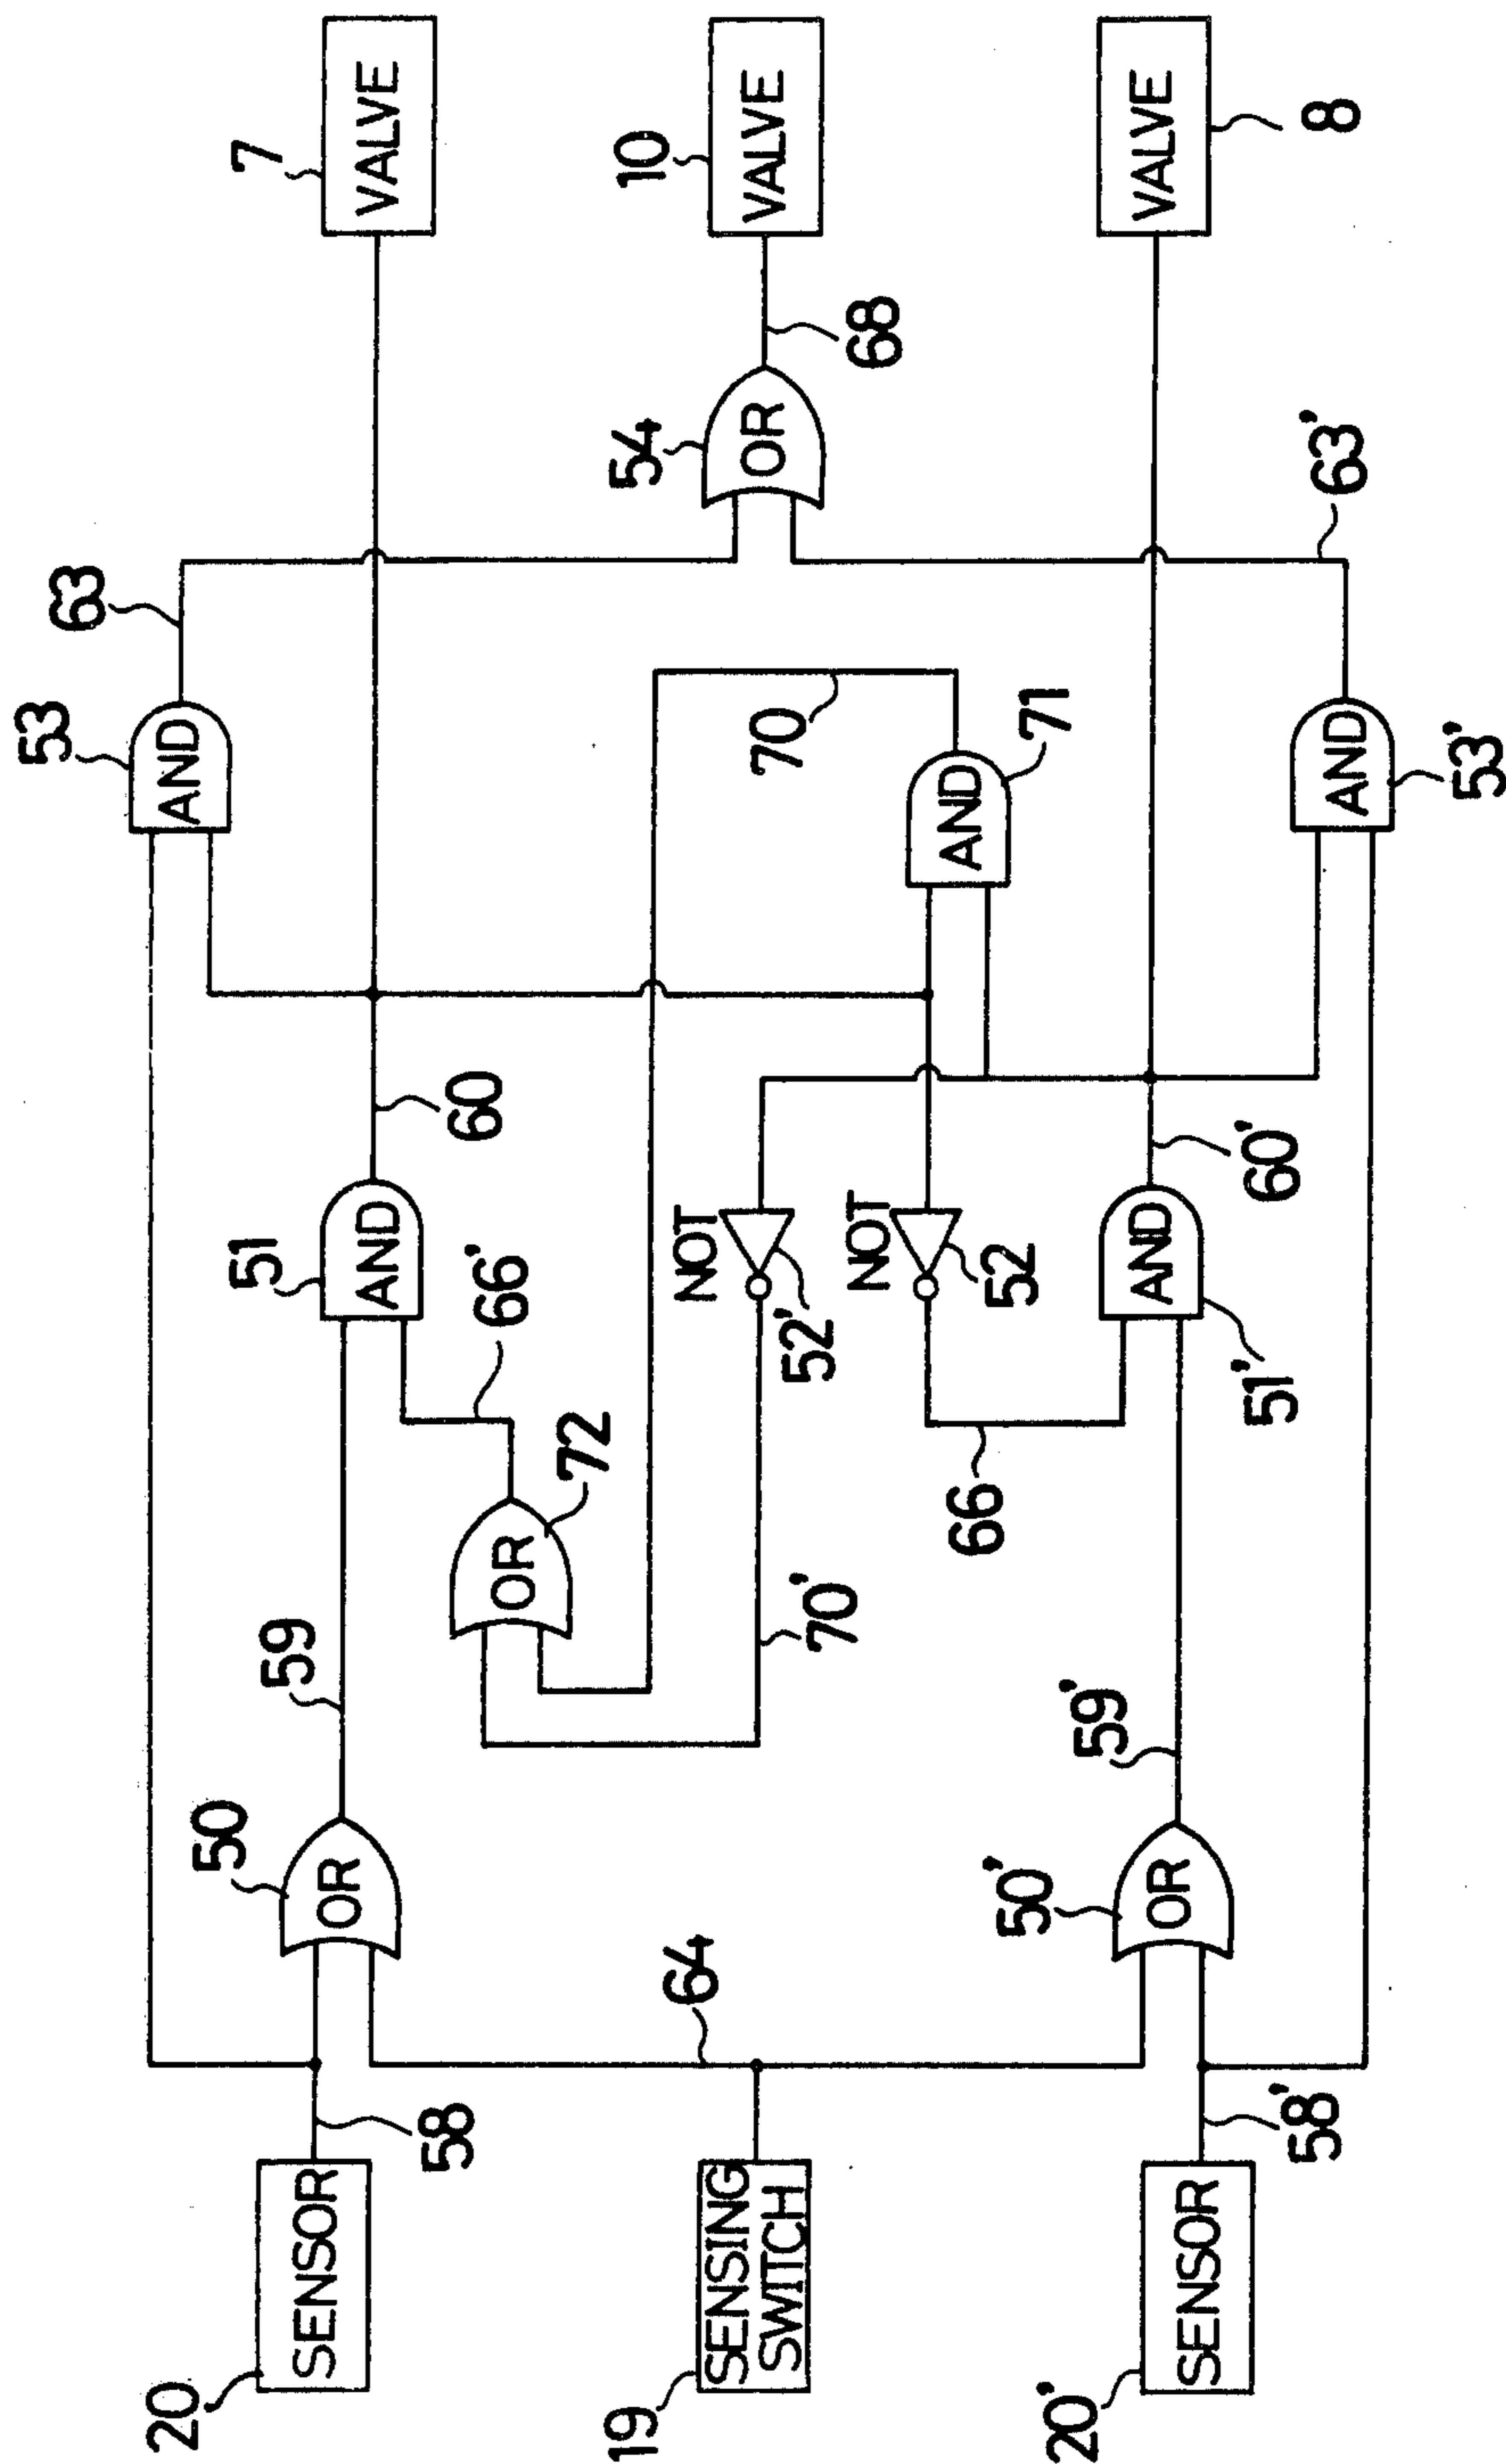 20
SENSOR
58
19
SENSING
SWITCH
64
20'
SENSOR
58'
50
OR
59
50'
OR
59'
72
OR
66'
70'
51
AND
60
NOT
52'
NOT
52
66
51'
AND
60'
53
AND
63
70
71
AND
53'
AND
63'
54
OR
68
7
VALVE
10
VALVE
8
VALVE